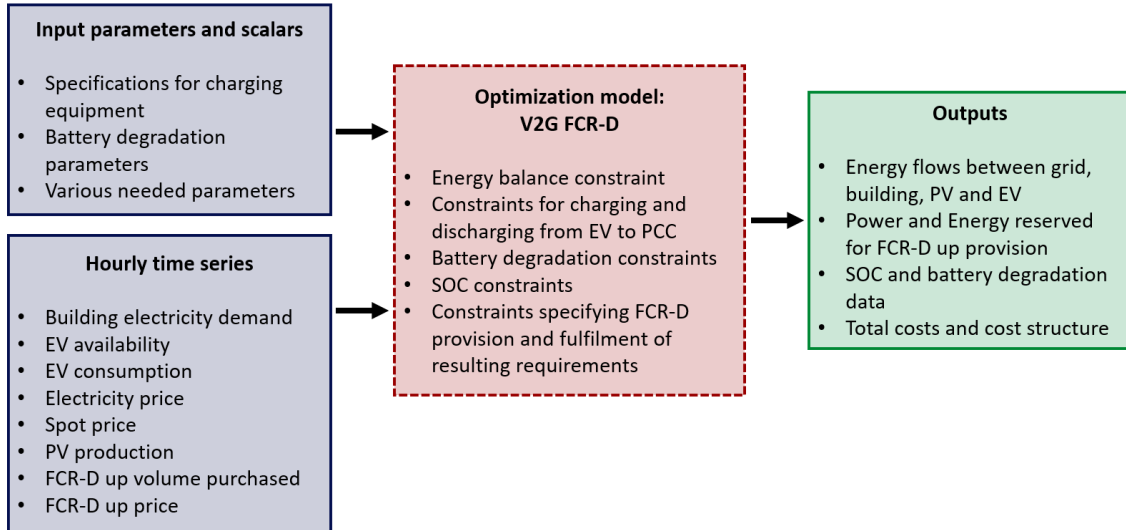 Input parameters and scalars
• Specifications for charging
equipment
• Battery degradation
parameters
• Various needed parameters
Hourly time series
• Building electricity demand
• EV availability
• EV consumption
• Electricity price
• Spot price
• PV production
• FCR-D up volume purchased
• FCR-D up price
Optimization model:
V2G FCR-D
• Energy balance constraint
• Constraints for charging and
discharging from EV to PCC
• Battery degradation constraints
• SOC constraints
• Constraints specifying FCR-D
provision and fulfilment of
resulting requirements
Outputs
• Energy flows between grid,
building, PV and EV
• Power and Energy reserved
for FCR-D up provision
• SOC and battery degradation
data
• Total costs and cost structure